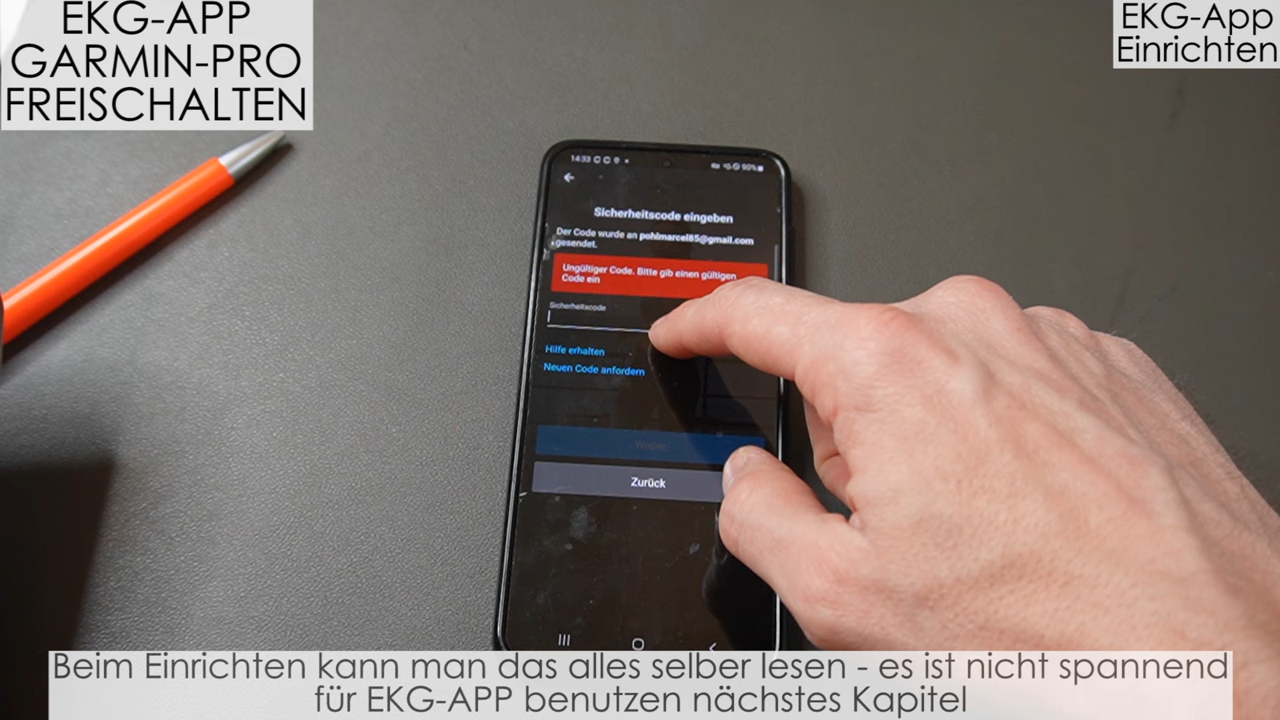 EKG-APP
GARMIN-PRO
FREISCHALTEN
EKG-App
Einrichten
14:33
90%
Sicherheitscode eingeben
Der Code wurde an pohlmarcel85@gmail.com
gesendet.
Ungültiger Code. Bitte gib einen gültigen
Code ein
Sicherheitscode
Hilfe erhalten
Neuen Code anfordern
Weiter
Zurück
Beim Einrichten kann man das alles selber lesen - es ist nicht spannend
für EKG-APP benutzen nächstes Kapitel